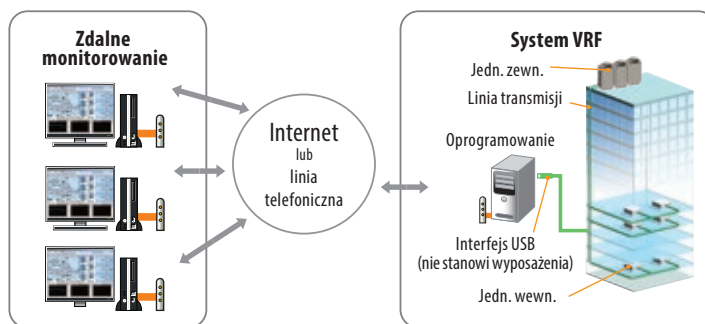 Zdalne
monitorowanie
Internet
lub
linia
telefoniczna
System VRF
Jedn. zewn.
Linia transmisji
Oprogramowanie
Interfejs USB
(nie stanowi wyposażenia)
Jedn. wewn.